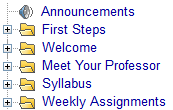 Announcements
First Steps
Welcome
Meet Your Professor
Syllabus
Weekly Assignments